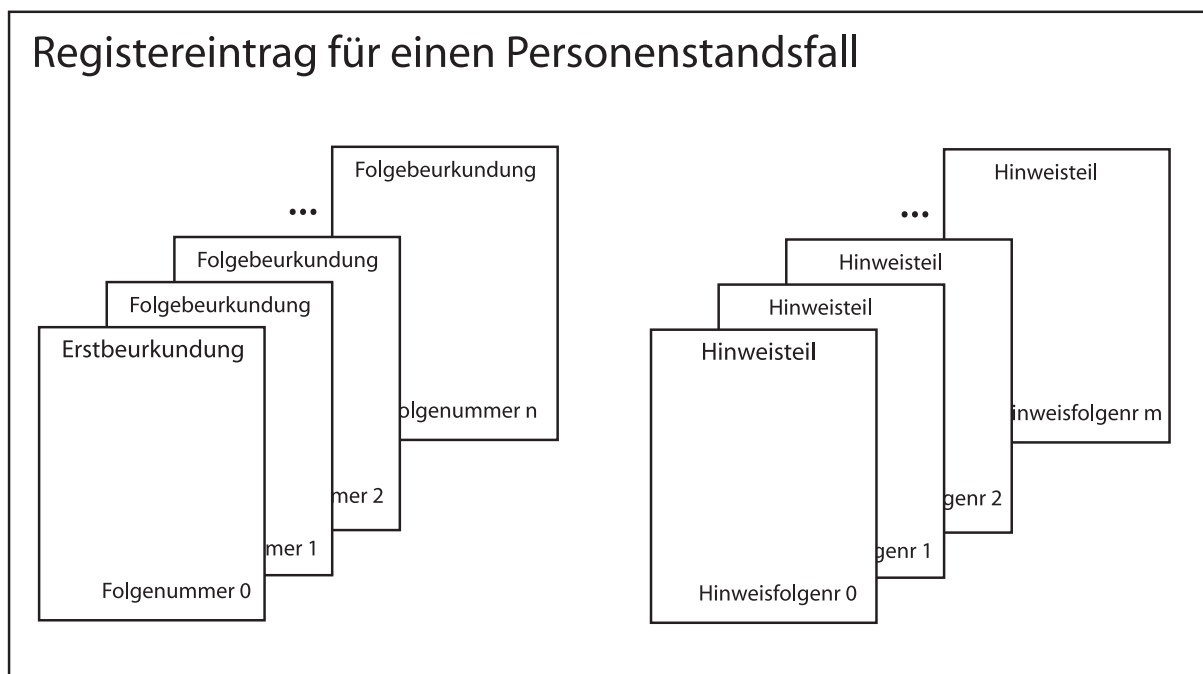 Registereintrag für einen Personenstandsfall
Folgebeurkundung
...
Folgebeurkundung
Folgebeurkundung
Erstbeurkundung
olgenummer n
mer 2
mer 1
Folgenummer 0
Hinweisteil
...
Hinweisteil
Hinweisteil
Hinweisteil
inweisfolgenr m
genr 2
genr 1
Hinweisfolgenr 0